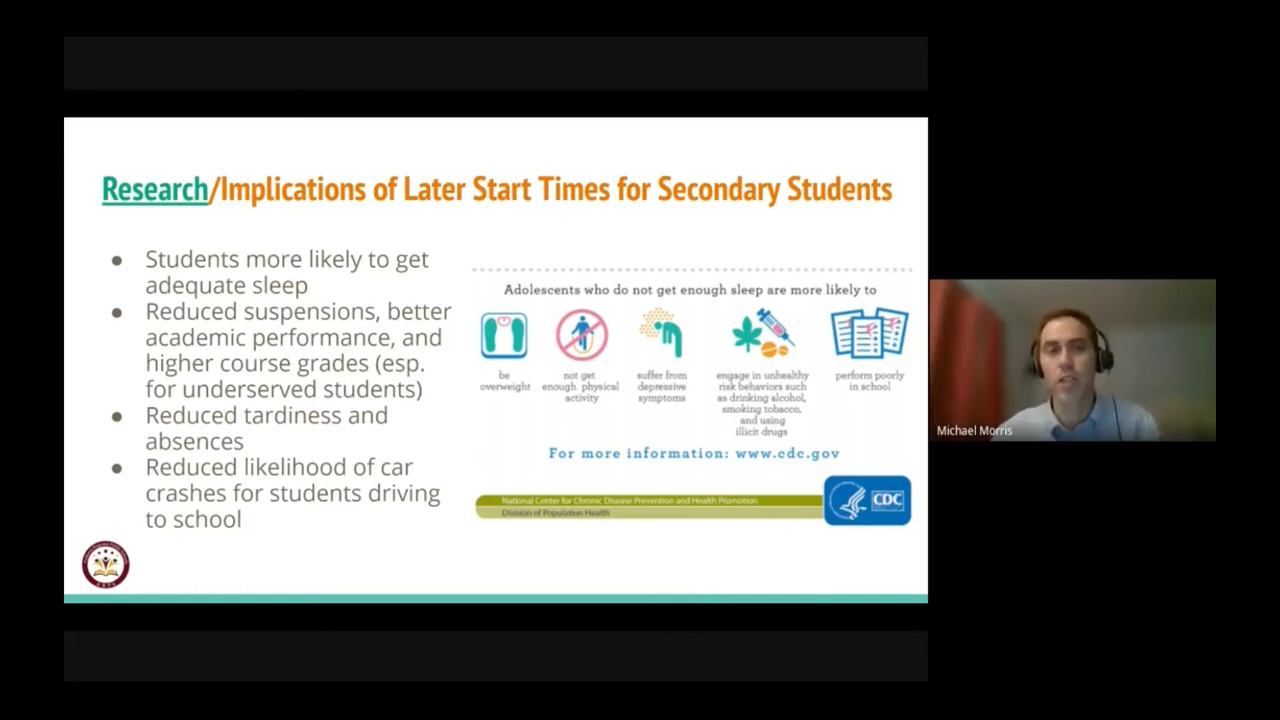 Research/Implications of Later Start Times for Secondary Students
● Students more likely to get
adequate sleep
● Reduced suspensions, better
academic performance, and
higher course grades (esp.
for underserved students)
● Reduced tardiness and
absences
● Reduced likelihood of car
crashes for students driving
to school
Adolescents who do not get enough sleep are more likely to
be
overweight
not get
enough physical
activity
suffer from
depressive
symptoms
engage in unhealthy
risk behaviors such
as drinking alcohol,
smoking tobacco,
and using
illicit drugs
perform poorly
in school
For more information: www.cdc.gov
National Center for Chronic Disease Prevention and Health Promotion
Division of Population Health
CDC
Michael Morris